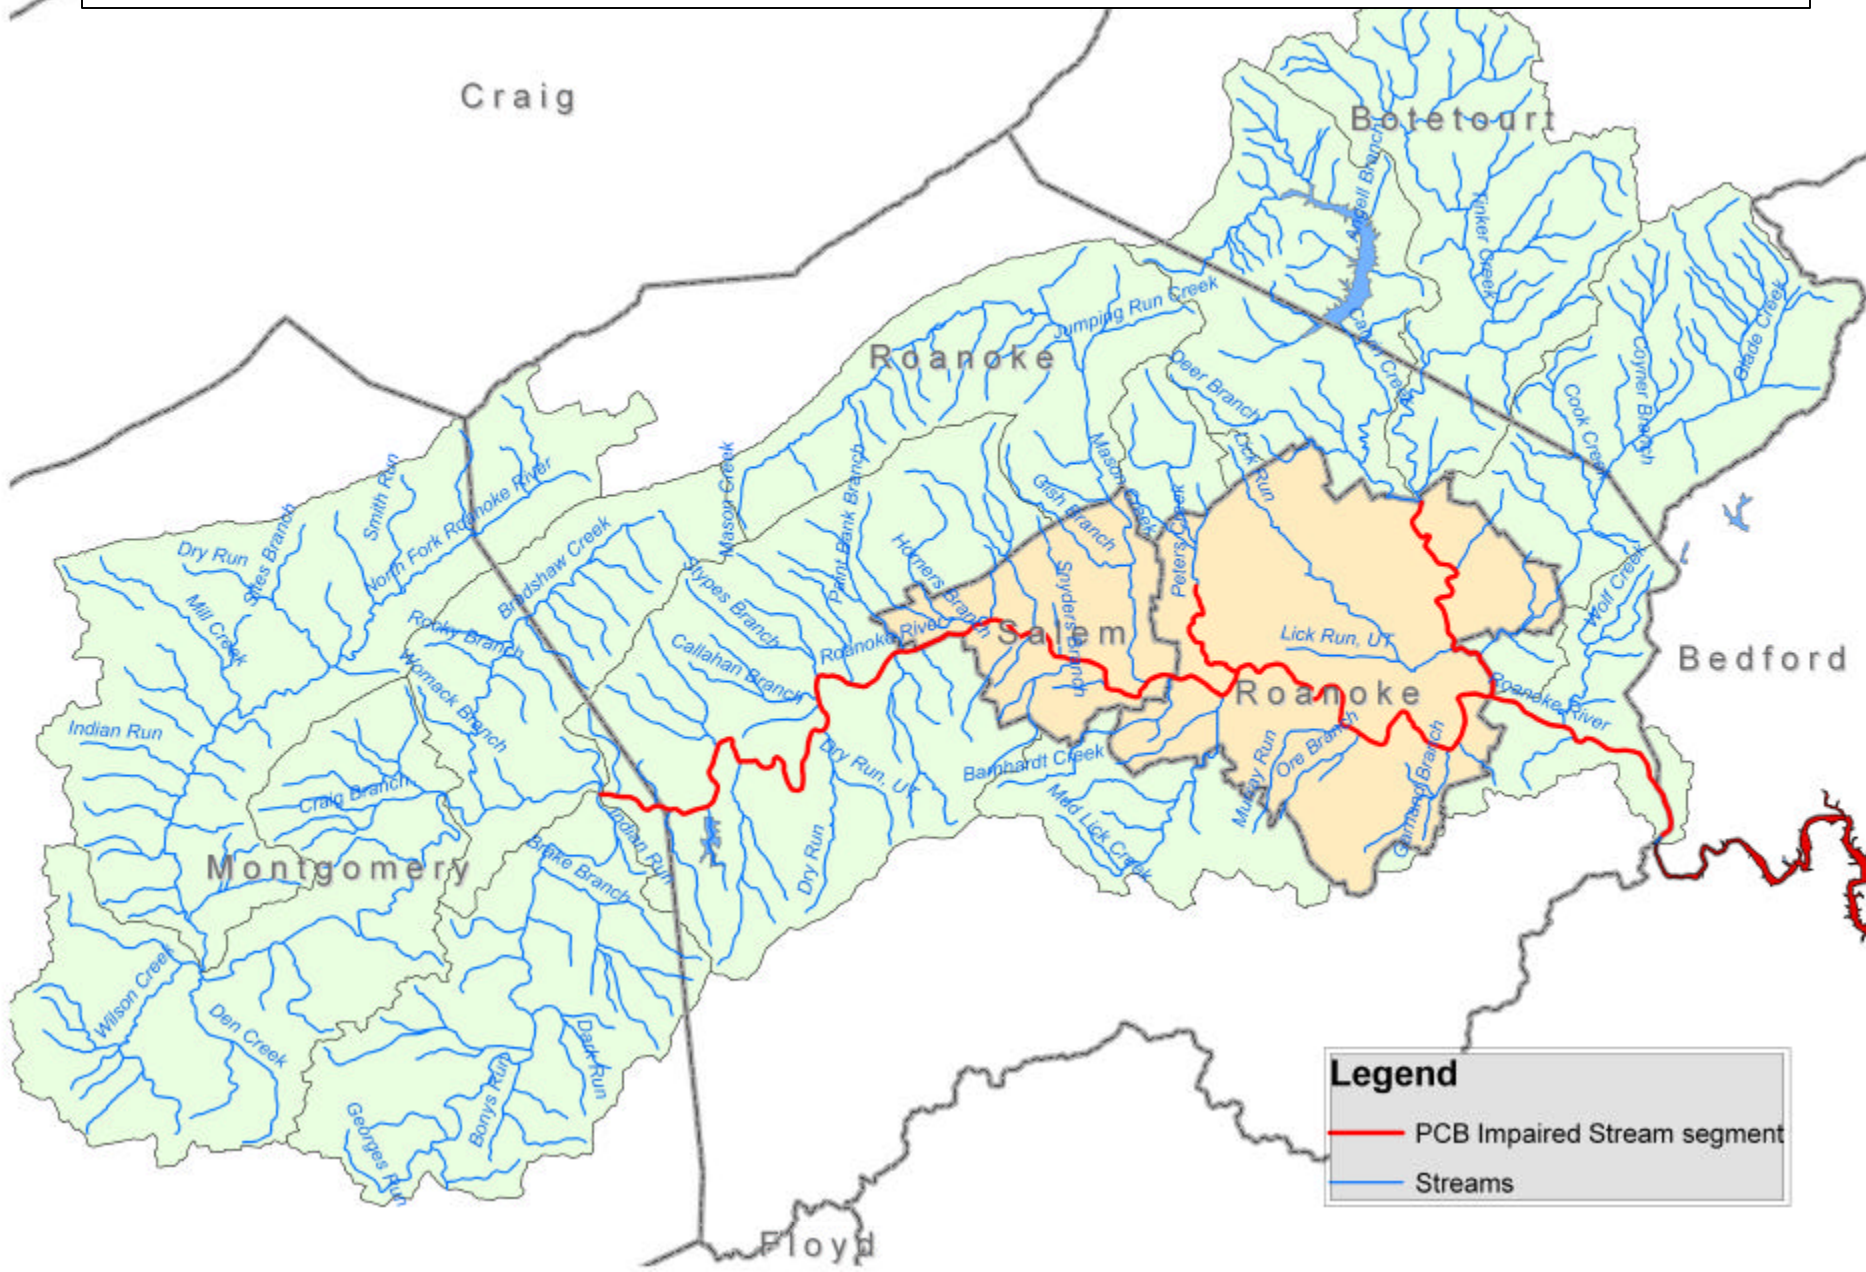 Craig
Botetourt
Angell Branch
Tinker Creek
Glade Creek
Jumping Run Creek
Carvin Creek
Coyner Branch
Roanoke
Deer Branch
Cook Creek
Lick Run
Mason Creek
Mason Creek
Smith Run
North Fork Roanoke River
Paint Bank Branch
Gish Branch
Peters Creek
Dry Run
Sites Branch
Bradshaw Creek
Stypes Branch
Horners Branch
Snyders Branch
Wolf Creek
Mill Creek
Rocky Branch
Callahan Branch
Roanoke River
Salem
Lick Run, UT
Bedford
Womack Branch
Roanoke
Roanoke River
Indian Run
Dry Run, UT
Barnhardt Creek
Murray Run
Ore Branch
Garnand Branch
Craig Branch
Mud Lick Creek
Indian Run
Brake Branch
Dry Run
Montgomery
Wilson Creek
Den Creek
Dark Run
Bonys Run
Georges Run
Legend
PCB Impaired Stream segment
Streams
Floyd